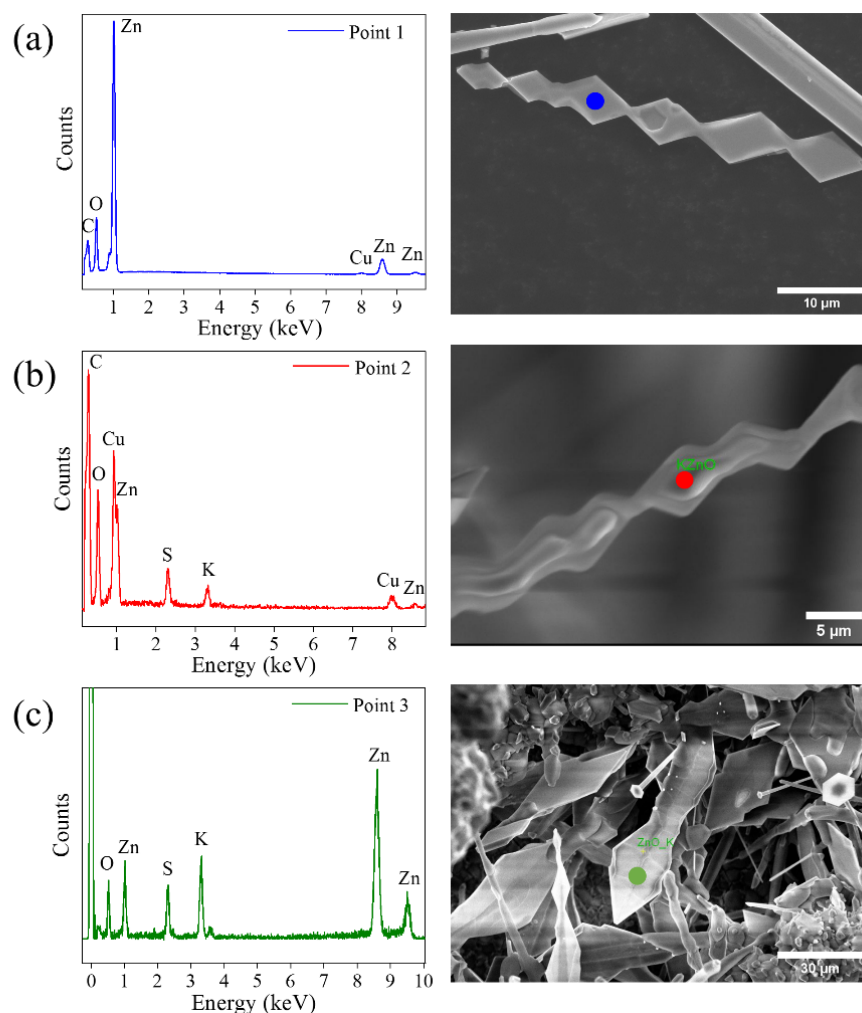 (a)
Zn
Point 1
O
C
Cu
Zn
Zn
Counts
1 2 3 4 5 6 7 8 9
Energy (keV)
10 µm
(b)
C
Point 2
Cu
O
Zn
S
K
Cu
Zn
Counts
1 2 3 4 5 6 7 8
Energy (keV)
KZnO
5 µm
(c)
Point 3
Zn
K
Zn
O
S
Zn
Counts
0 1 2 3 4 5 6 7 8 9 10
Energy (keV)
ZnO_K
30 µm